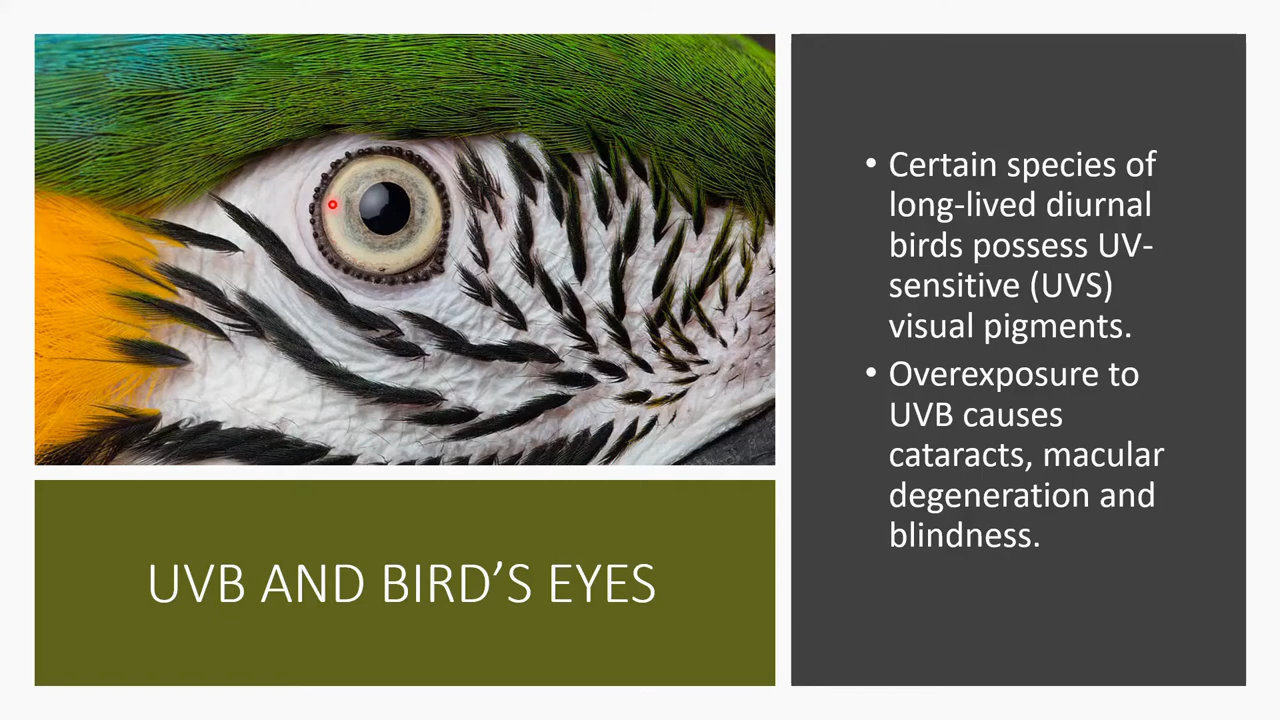 UVB AND BIRD’S EYES
• Certain species of
long-lived diurnal
birds possess UV-
sensitive (UVS)
visual pigments.
• Overexposure to
UVB causes
cataracts, macular
degeneration and
blindness.